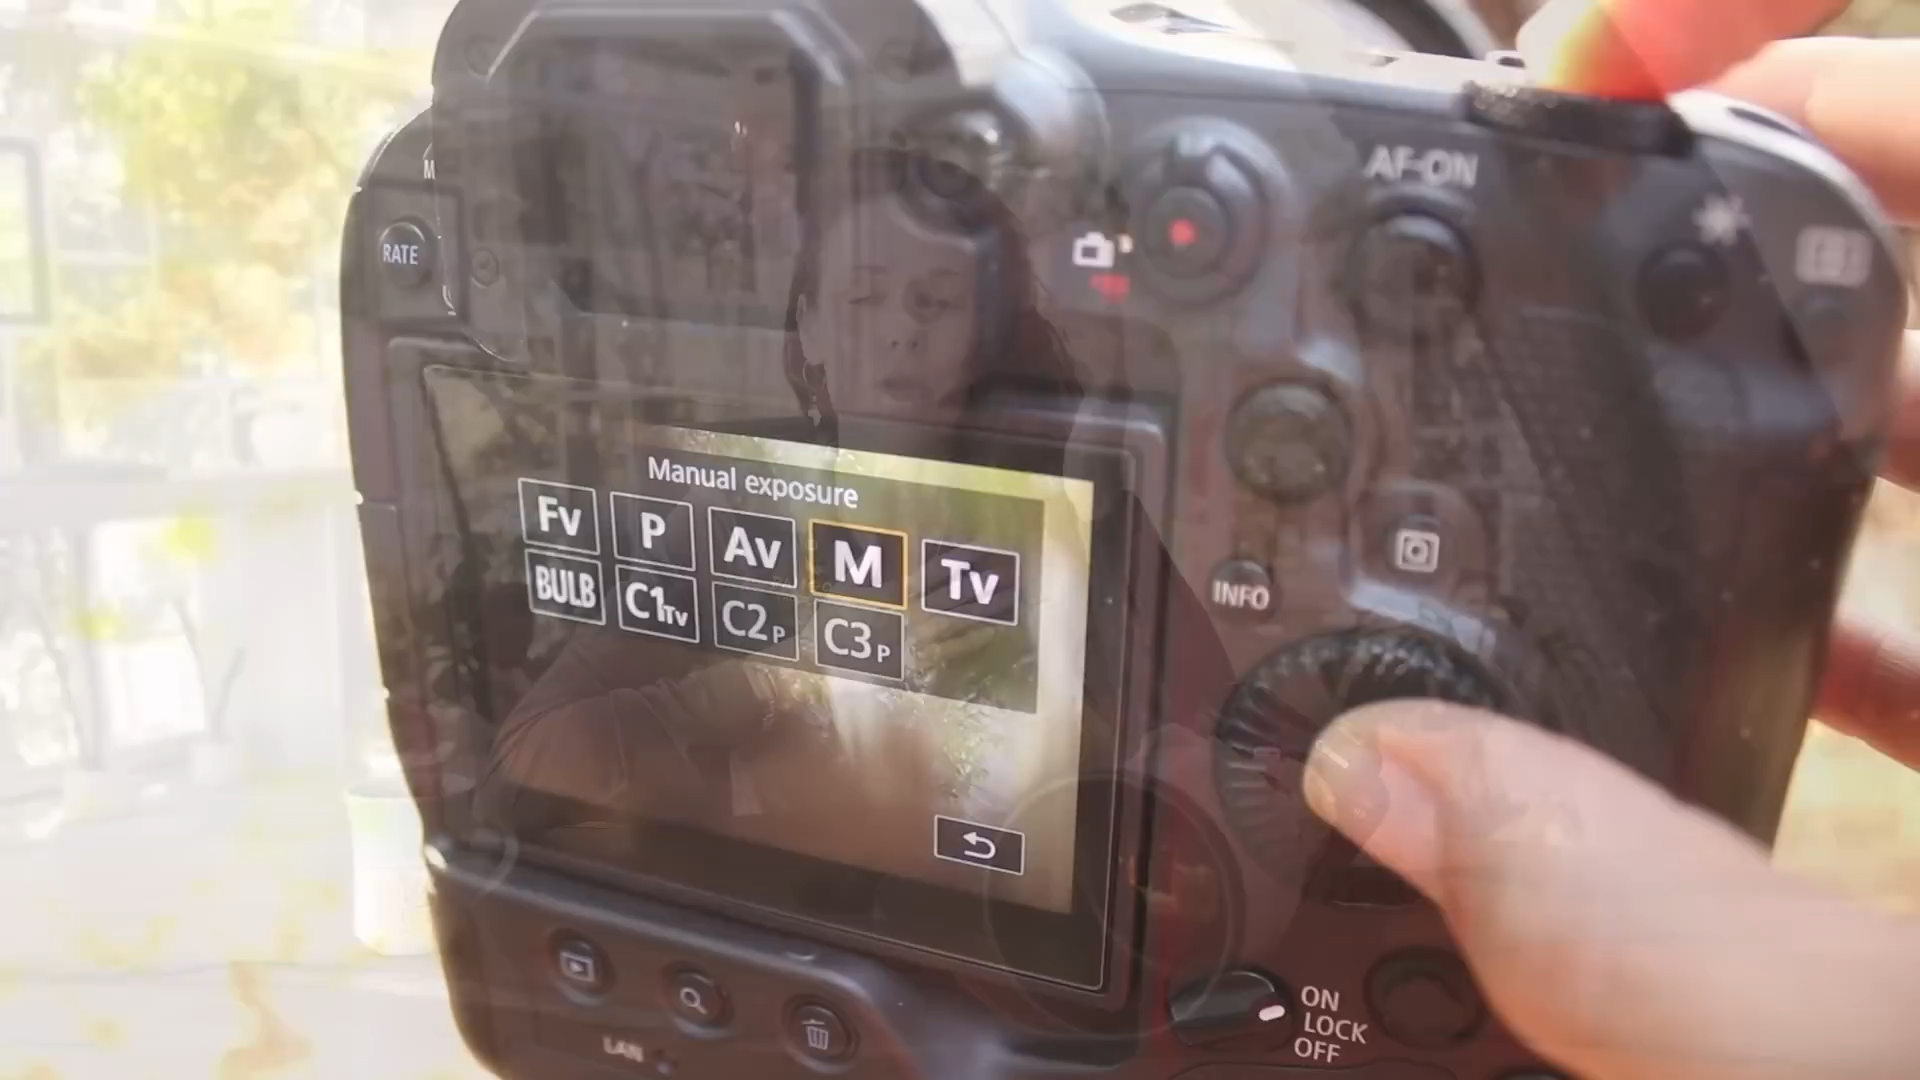 M
RATE
AF-ON
Manual exposure
Fv P Av M Tv
BULB C1Tv C2P C3P
INFO
ON
LOCK
OFF
LAN